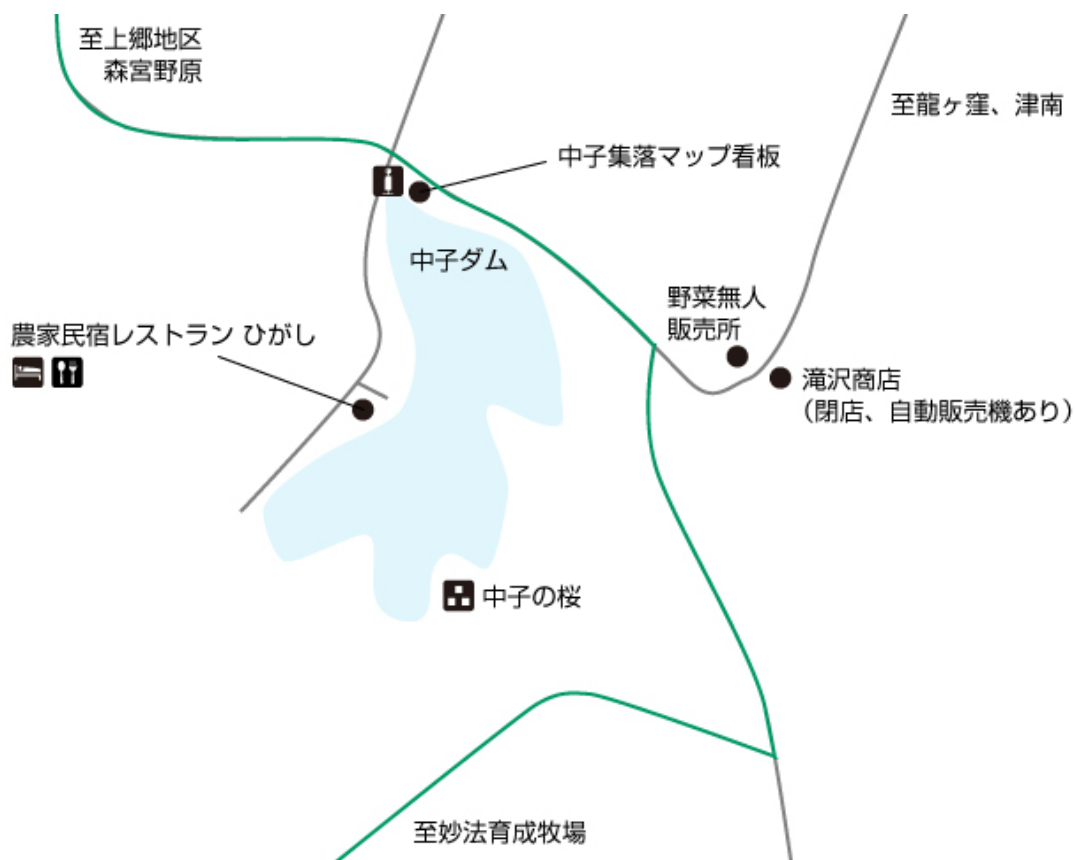 至上郷地区
森宮野原
至龍ヶ窪、津南
中子集落マップ看板
中子ダム
野菜無人
販売所
農家民宿レストラン ひがし
滝沢商店
（閉店、自動販売機あり）
中子の桜
至妙法育成牧場